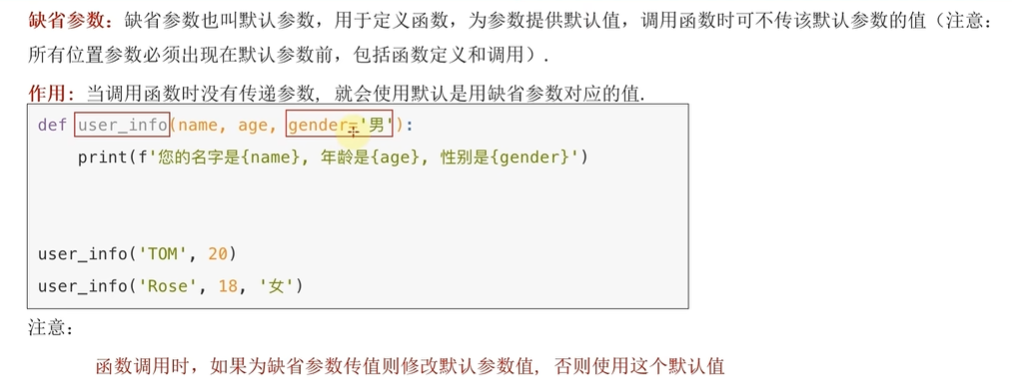 缺省参数：缺省参数也叫默认参数，用于定义函数，为参数提供默认值，调用函数时可不传该默认参数的值（注意：
所有位置参数必须出现在默认参数前，包括函数定义和调用）.
作用：当调用函数时没有传递参数, 就会使用默认是用缺省参数对应的值.
def user_info(name, age, gender='男'):
    print(f'您的名字是{name}, 年龄是{age}, 性别是{gender}')
user_info('TOM', 20)
user_info('Rose', 18, '女')
注意：
函数调用时，如果为缺省参数传值则修改默认参数值, 否则使用这个默认值